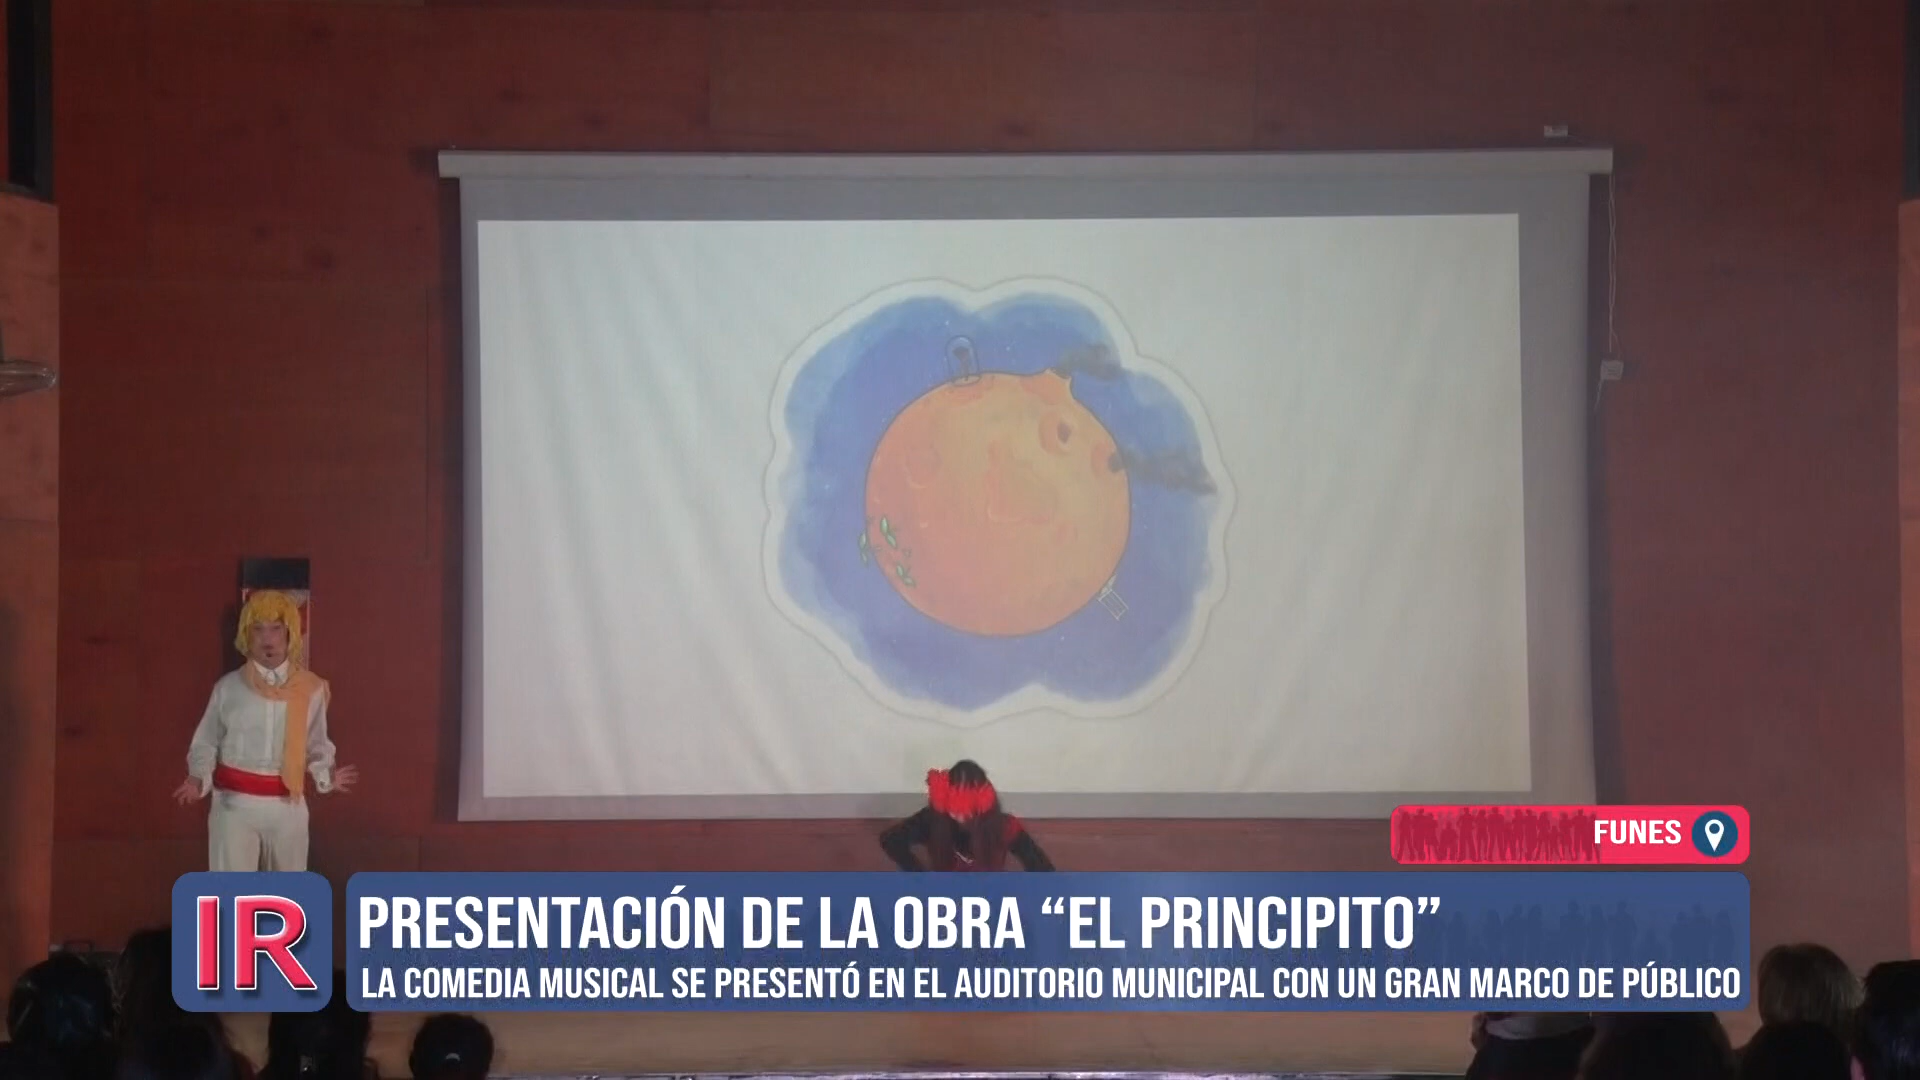 FUNES
IR
PRESENTACIÓN DE LA OBRA “EL PRINCIPITO”
LA COMEDIA MUSICAL SE PRESENTÓ EN EL AUDITORIO MUNICIPAL CON UN GRAN MARCO DE PÚBLICO